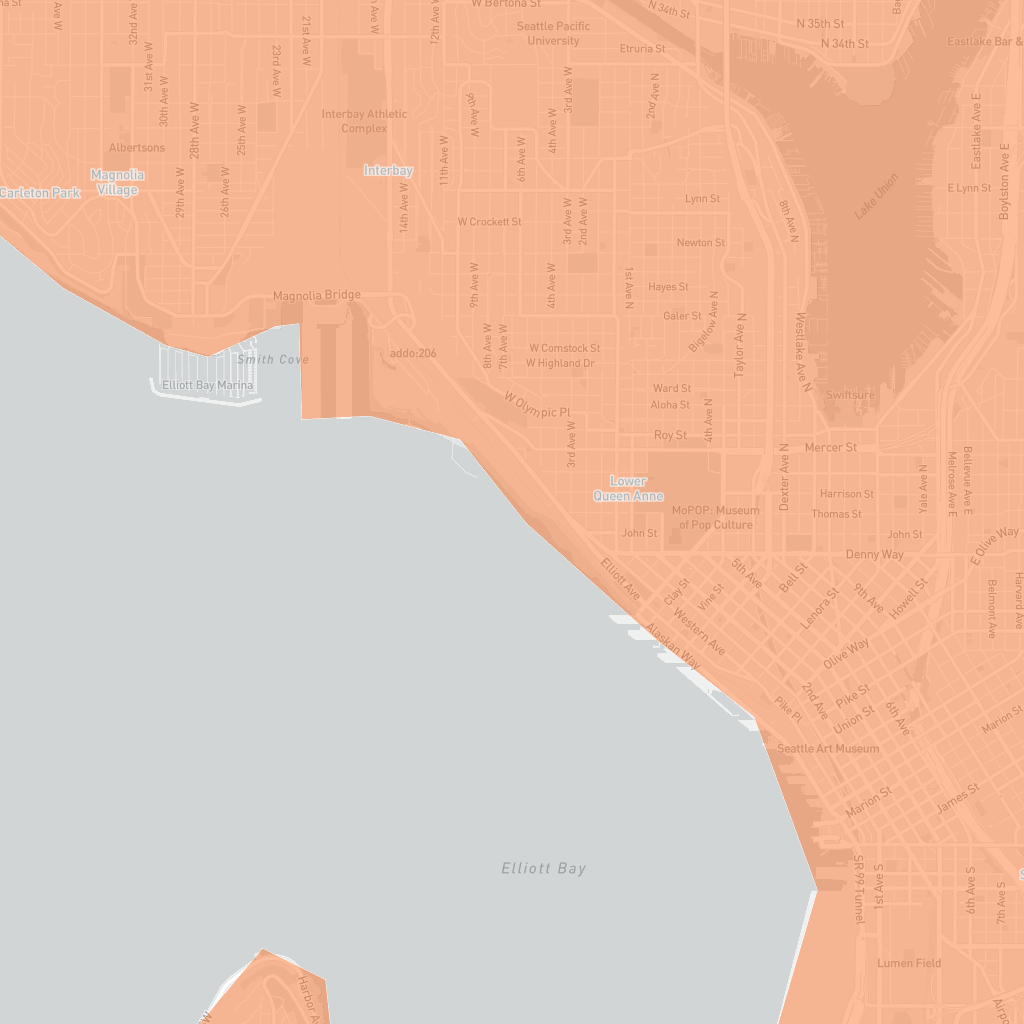 W Bertona St
N 34th St
N 35th St
N 34th St
Seattle Pacific
University
Etruria St
Eastlake Bar &
32nd Ave
31st Ave W
30th Ave W
28th Ave W
25th Ave W
23rd Ave W
21st Ave W
12th Ave W
Interbay Athletic
Complex
9th Ave W
3rd Ave W
2nd Ave N
4th Ave W
Albertsons
Magnolia
Village
Carleton Park
Interbay
11th Ave W
6th Ave W
29th Ave W
26th Ave W
14th Ave W
W Crockett St
3rd Ave W
2nd Ave W
Lynn St
Newton St
8th Ave N
Lake Union
Eastlake Ave E
Boylston Ave E
E Lynn St
Magnolia Bridge
9th Ave W
4th Ave W
1st Ave N
Hayes St
Galer St
Bigelow Ave N
Taylor Ave N
Westlake Ave N
Smith Cove
Elliott Bay Marina
addo:206
8th Ave W
7th Ave W
W Comstock St
W Highland Dr
Ward St
Aloha St
4th Ave N
Swiftsure
W Olympic Pl
3rd Ave W
Roy St
Mercer St
Dexter Ave N
Yale Ave N
Melrose Ave E
Bellevue Ave E
Lower
Queen Anne
MoPOP: Museum
of Pop Culture
Harrison St
Thomas St
John St
John St
Denny Way
E Olive Way
Elliott Ave
Clay St
Vine St
5th Ave
Bell St
9th Ave
Lenora St
Howell St
Belmont Ave
Harvard Ave
Western Ave
Alaskan Way
Olive Way
2nd Ave
Pike St
Pike Pl
Union St
6th Ave
Marion St
Seattle Art Museum
Marion St
James St
Elliott Bay
SR 99 Tunnel
1st Ave S
6th Ave S
7th Ave S
Lumen Field
Harbor A
Airpo